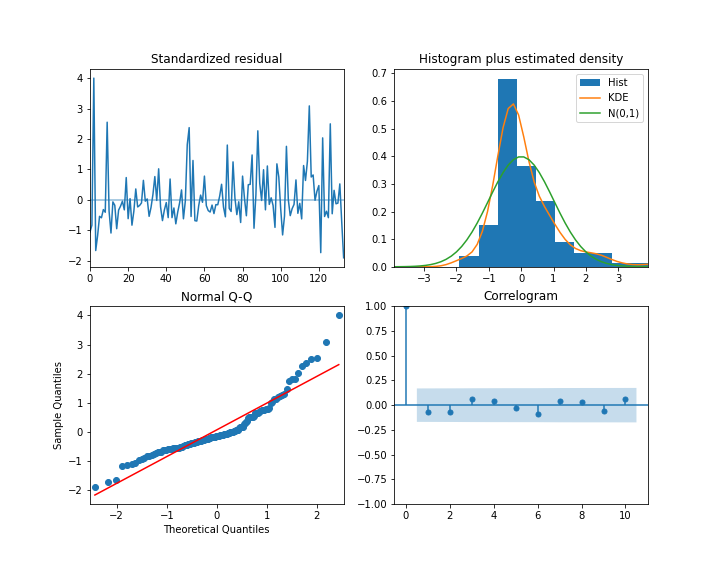 Standardized residual
4
3
2
1
0
−1
−2
0 20 40 60 80 100 120
Histogram plus estimated density
0.7
0.6
0.5
0.4
0.3
0.2
0.1
0.0
Hist
KDE
N(0,1)
−3 −2 −1 0 1 2 3
Normal Q-Q
4
3
2
1
0
−1
−2
Sample Quantiles
−2 −1 0 1 2
Theoretical Quantiles
Correlogram
1.00
0.75
0.50
0.25
0.00
−0.25
−0.50
−0.75
−1.00
0 2 4 6 8 10